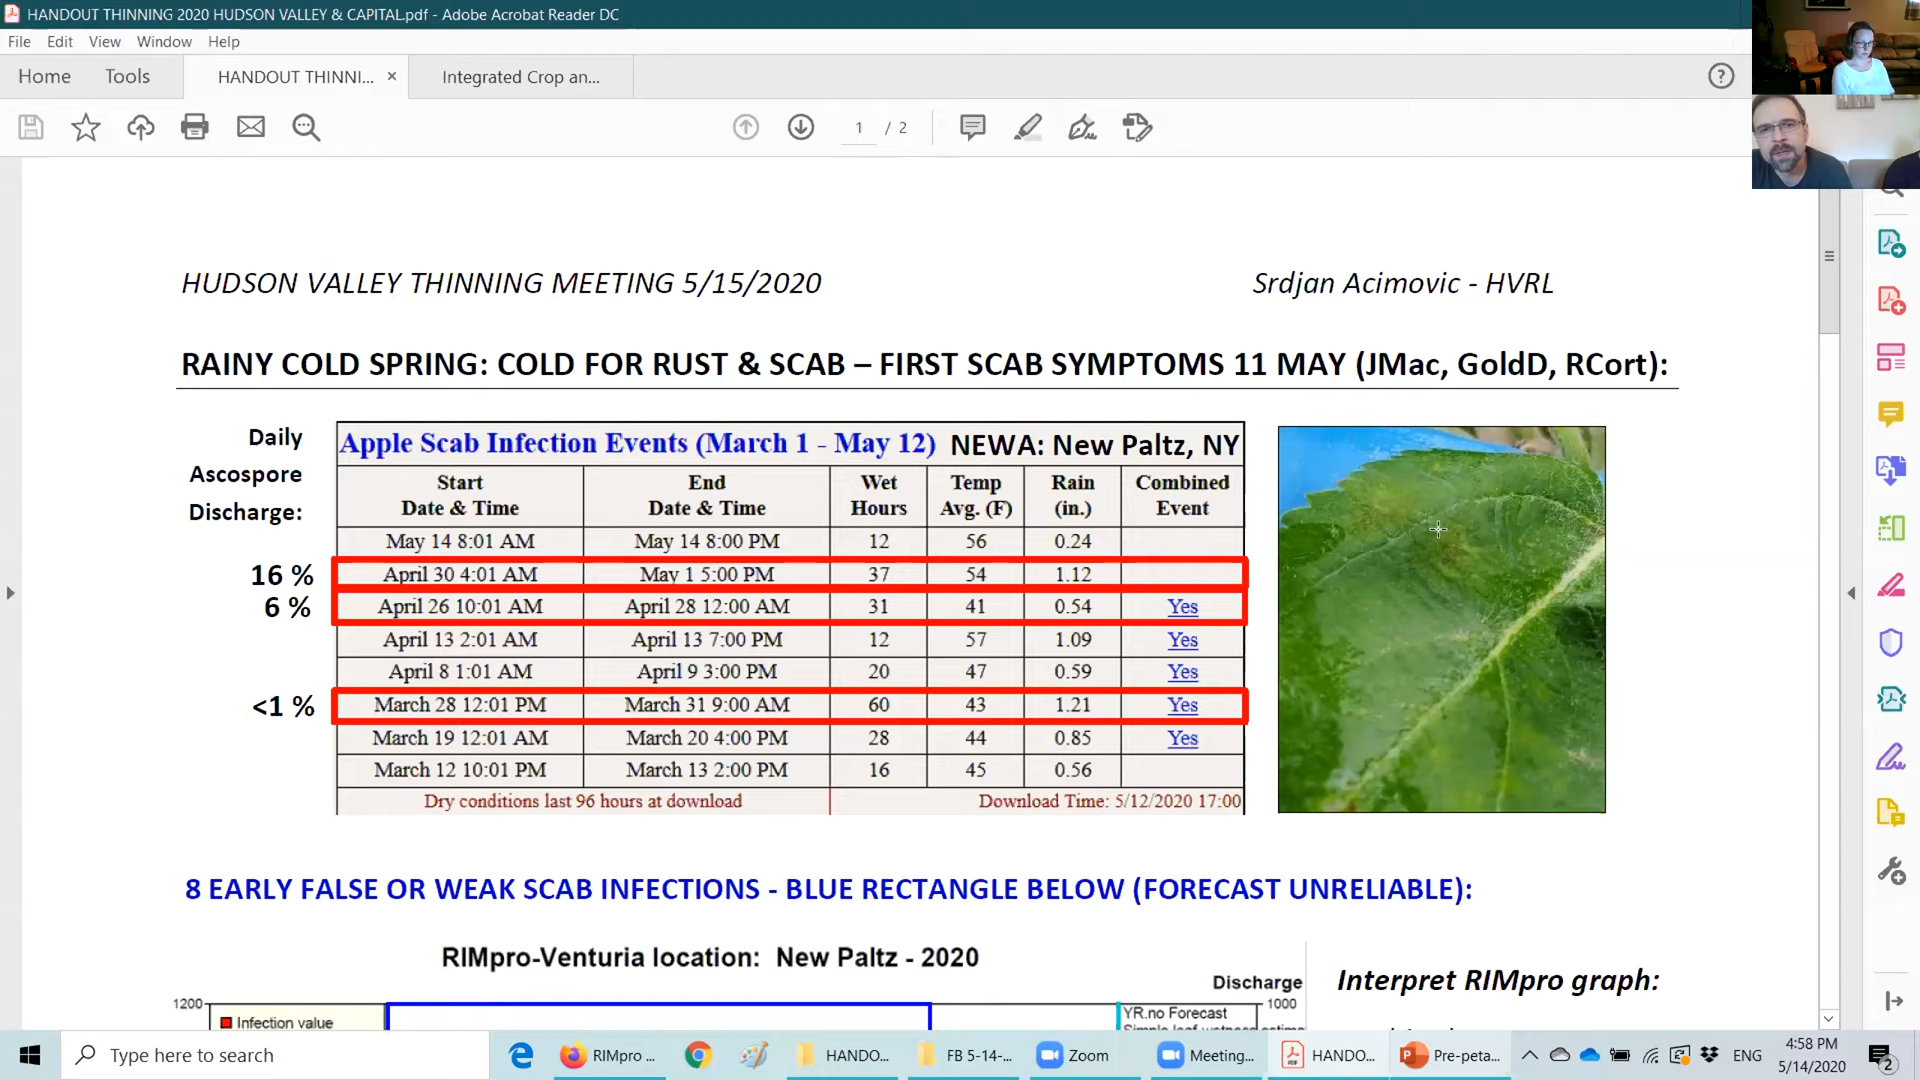 HANDOUT THINNING 2020 HUDSON VALLEY & CAPITAL.pdf - Adobe Acrobat Reader DC
File Edit View Window Help
Home Tools HANDOUT THINNI... × Integrated Crop an...
1 / 2
HUDSON VALLEY THINNING MEETING 5/15/2020 Srdjan Acimovic - HVRL
RAINY COLD SPRING: COLD FOR RUST & SCAB – FIRST SCAB SYMPTOMS 11 MAY (JMac, GoldD, RCort):
Daily
Ascospore
Discharge:
Apple Scab Infection Events (March 1 - May 12) NEWA: New Paltz, NY
Start End Wet Temp Rain Combined
Date & Time Date & Time Hours Avg. (F) (in.) Event
May 14 8:01 AM May 14 8:00 PM 12 56 0.24
16 % April 30 4:01 AM May 1 5:00 PM 37 54 1.12
6 % April 26 10:01 AM April 28 12:00 AM 31 41 0.54 Yes
April 13 2:01 AM April 13 7:00 PM 12 57 1.09 Yes
April 8 1:01 AM April 9 3:00 PM 20 47 0.59 Yes
<1 % March 28 12:01 PM March 31 9:00 AM 60 43 1.21 Yes
March 19 12:01 AM March 20 4:00 PM 28 44 0.85 Yes
March 12 10:01 PM March 13 2:00 PM 16 45 0.56
Dry conditions last 96 hours at download Download Time: 5/12/2020 17:00
8 EARLY FALSE OR WEAK SCAB INFECTIONS - BLUE RECTANGLE BELOW (FORECAST UNRELIABLE):
RIMpro-Venturia location: New Paltz - 2020
Discharge Interpret RIMpro graph:
1200 1000
Infection value YR.no Forecast
Type here to search RIMpro ... HANDO... FB 5-14-... Zoom Meeting... HANDO... Pre-peta... ENG 4:58 PM
5/14/2020 2